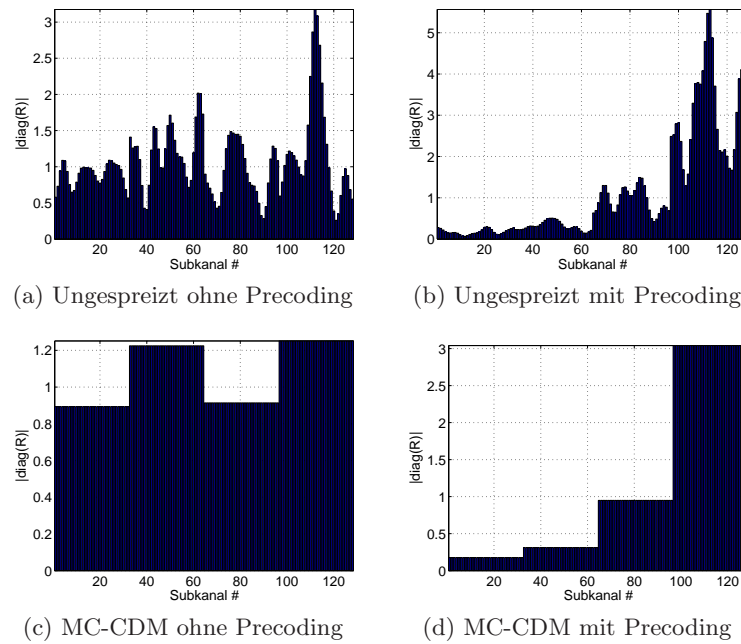 |diag(R)|
3
2.5
2
1.5
1
0.5
0
20 40 60 80 100 120
Subkanal #
(a) Ungespreizt ohne Precoding
|diag(R)|
5
4
3
2
1
0
20 40 60 80 100 120
Subkanal #
(b) Ungespreizt mit Precoding
|diag(R)|
1.2
1
0.8
0.6
0.4
0.2
0
20 40 60 80 100 120
Subkanal #
(c) MC-CDM ohne Precoding
|diag(R)|
3
2.5
2
1.5
1
0.5
0
20 40 60 80 100 120
Subkanal #
(d) MC-CDM mit Precoding